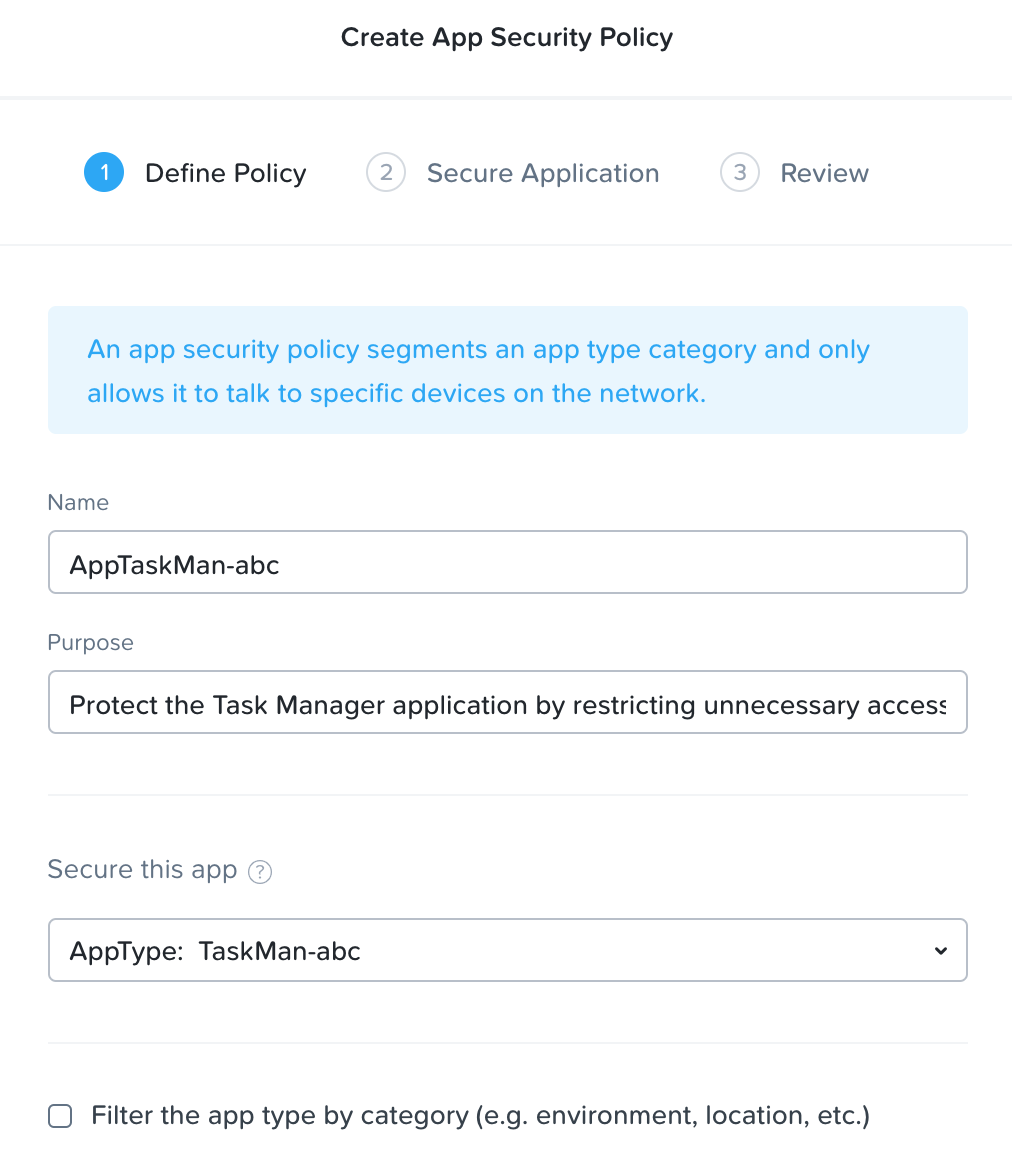 Create App Security Policy
1 Define Policy 2 Secure Application 3 Review
An app security policy segments an app type category and only
allows it to talk to specific devices on the network.
Name
AppTaskMan-abc
Purpose
Protect the Task Manager application by restricting unnecessary access
Secure this app ?
AppType: TaskMan-abc
Filter the app type by category (e.g. environment, location, etc.)